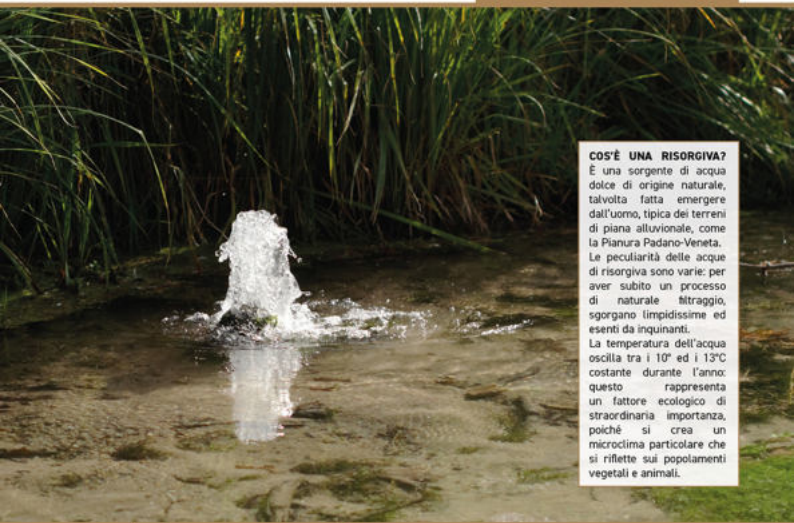 COS'È UNA RISORGIVA?
È una sorgente di acqua
dolce di origine naturale,
talvolta fatta emergere
dall'uomo, tipica dei terreni
di piana alluvionale, come
la Pianura Padano-Veneta.
Le peculiarità delle acque
di risorgiva sono varie: per
aver subito un processo
di naturale filtraggio,
sgorgano limpidissime ed
esenti da inquinanti.
La temperatura dell'acqua
oscilla tra i 10° ed i 13°C
costante durante l'anno:
questo rappresenta
un fattore ecologico di
straordinaria importanza,
poiché si crea un
microclima particolare che
si riflette sui popolamenti
vegetali e animali.